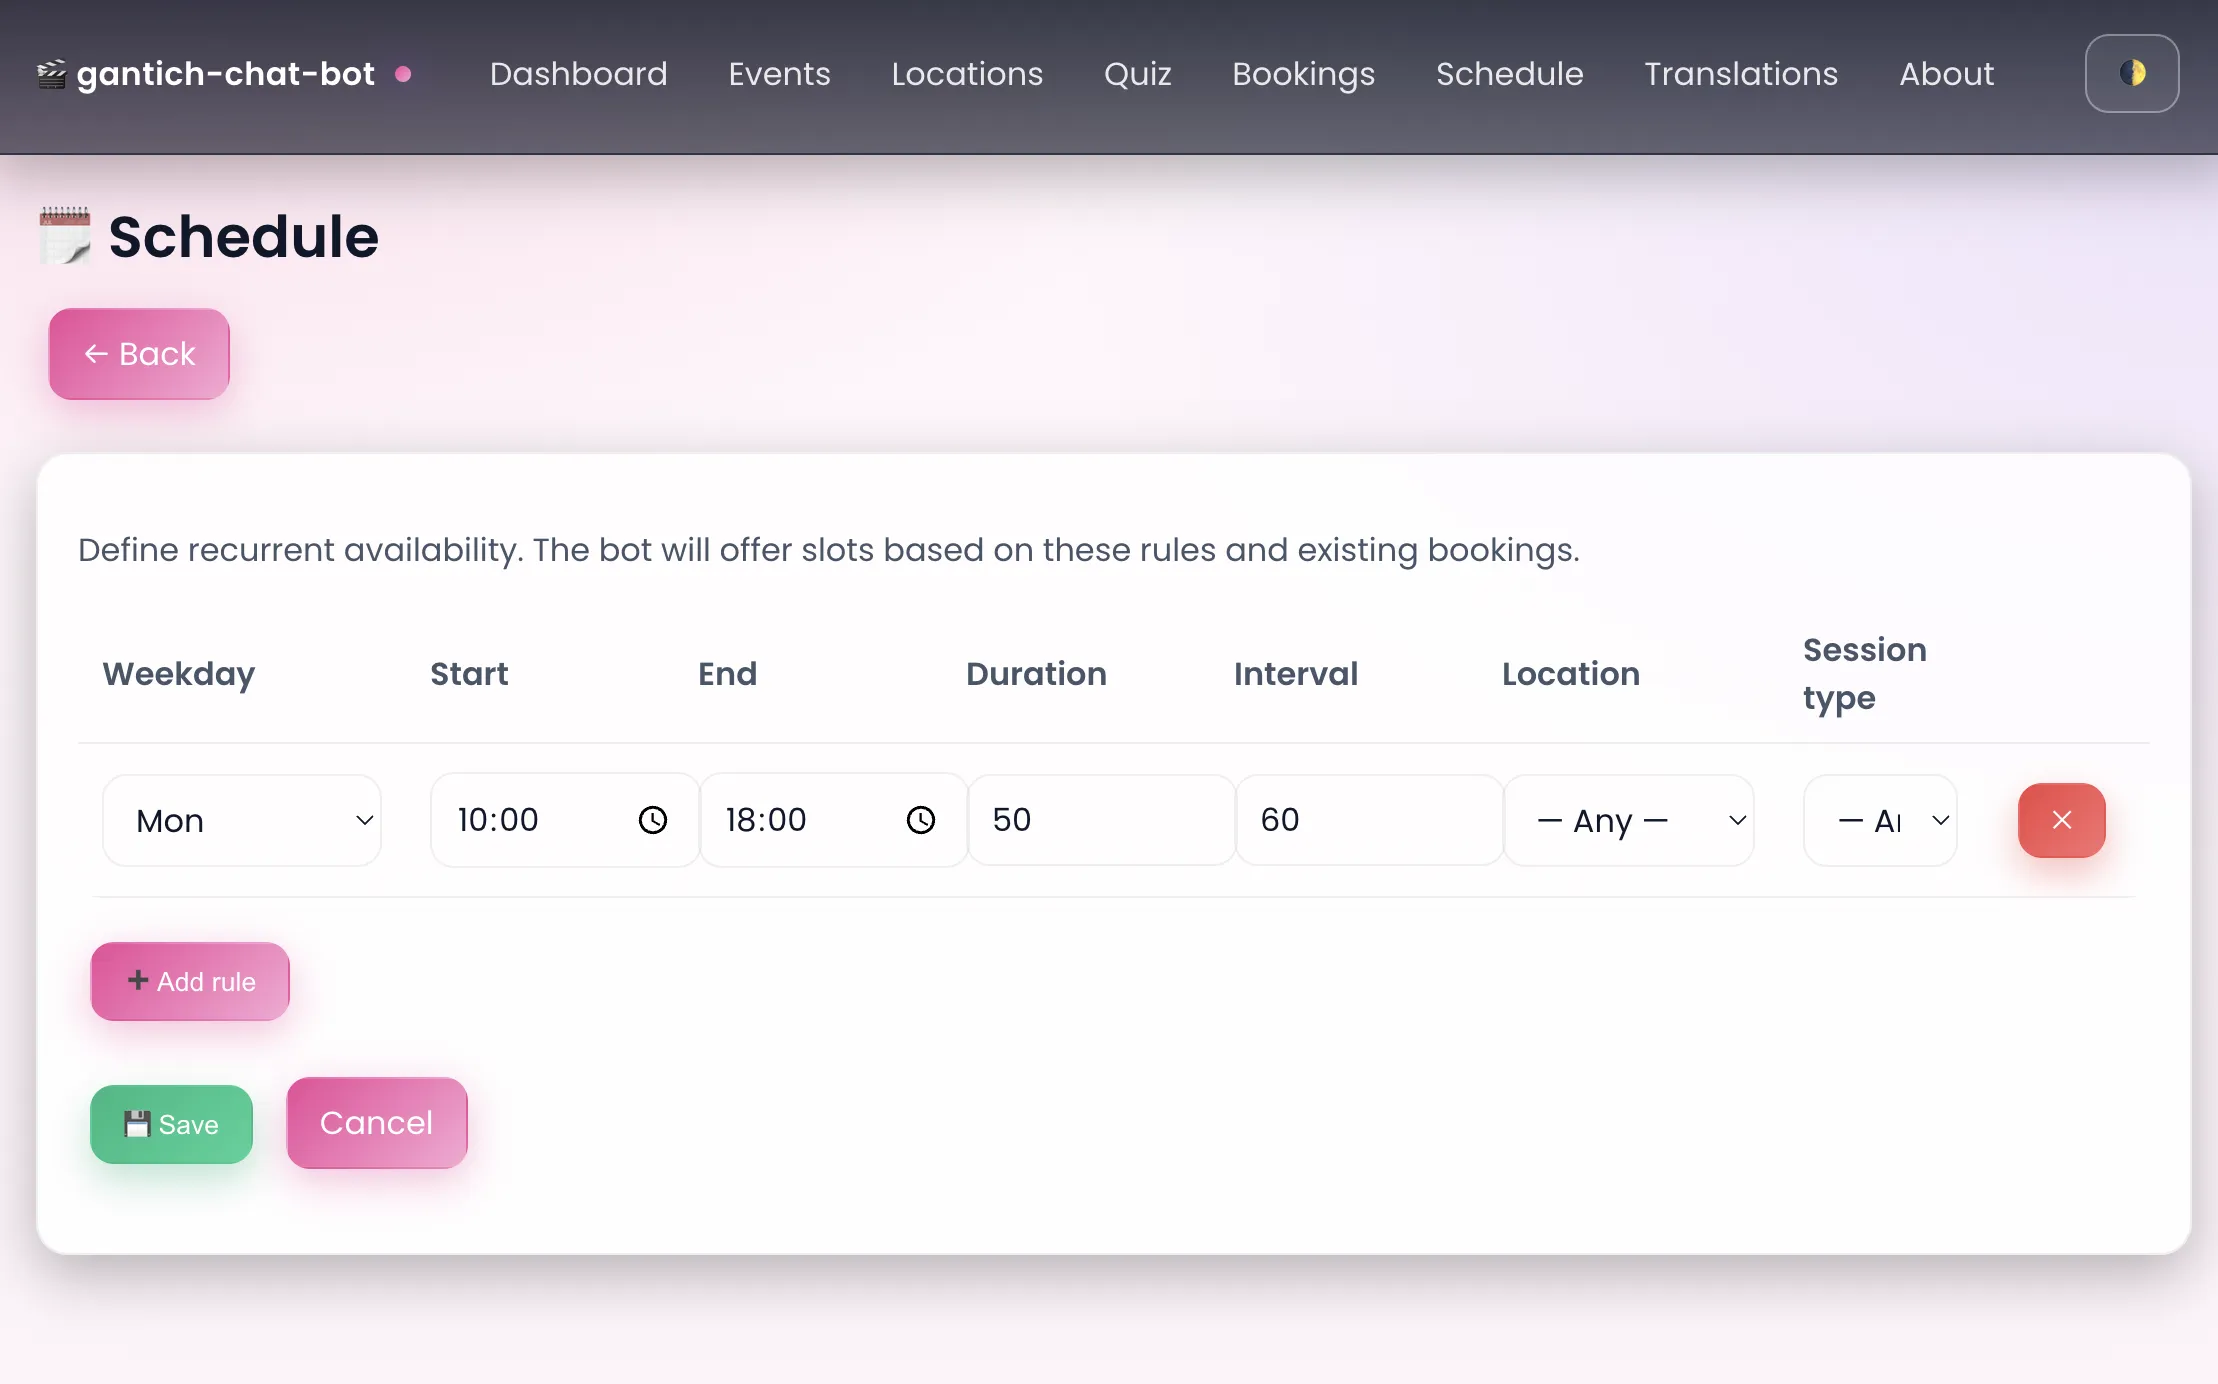 gantich-chat-bot Dashboard Events Locations Quiz Bookings Schedule Translations About
Schedule
← Back
Define recurrent availability. The bot will offer slots based on these rules and existing bookings.
Weekday Start End Duration Interval Location Session type
Mon 10:00 18:00 50 60 — Any —
+ Add rule
Save Cancel